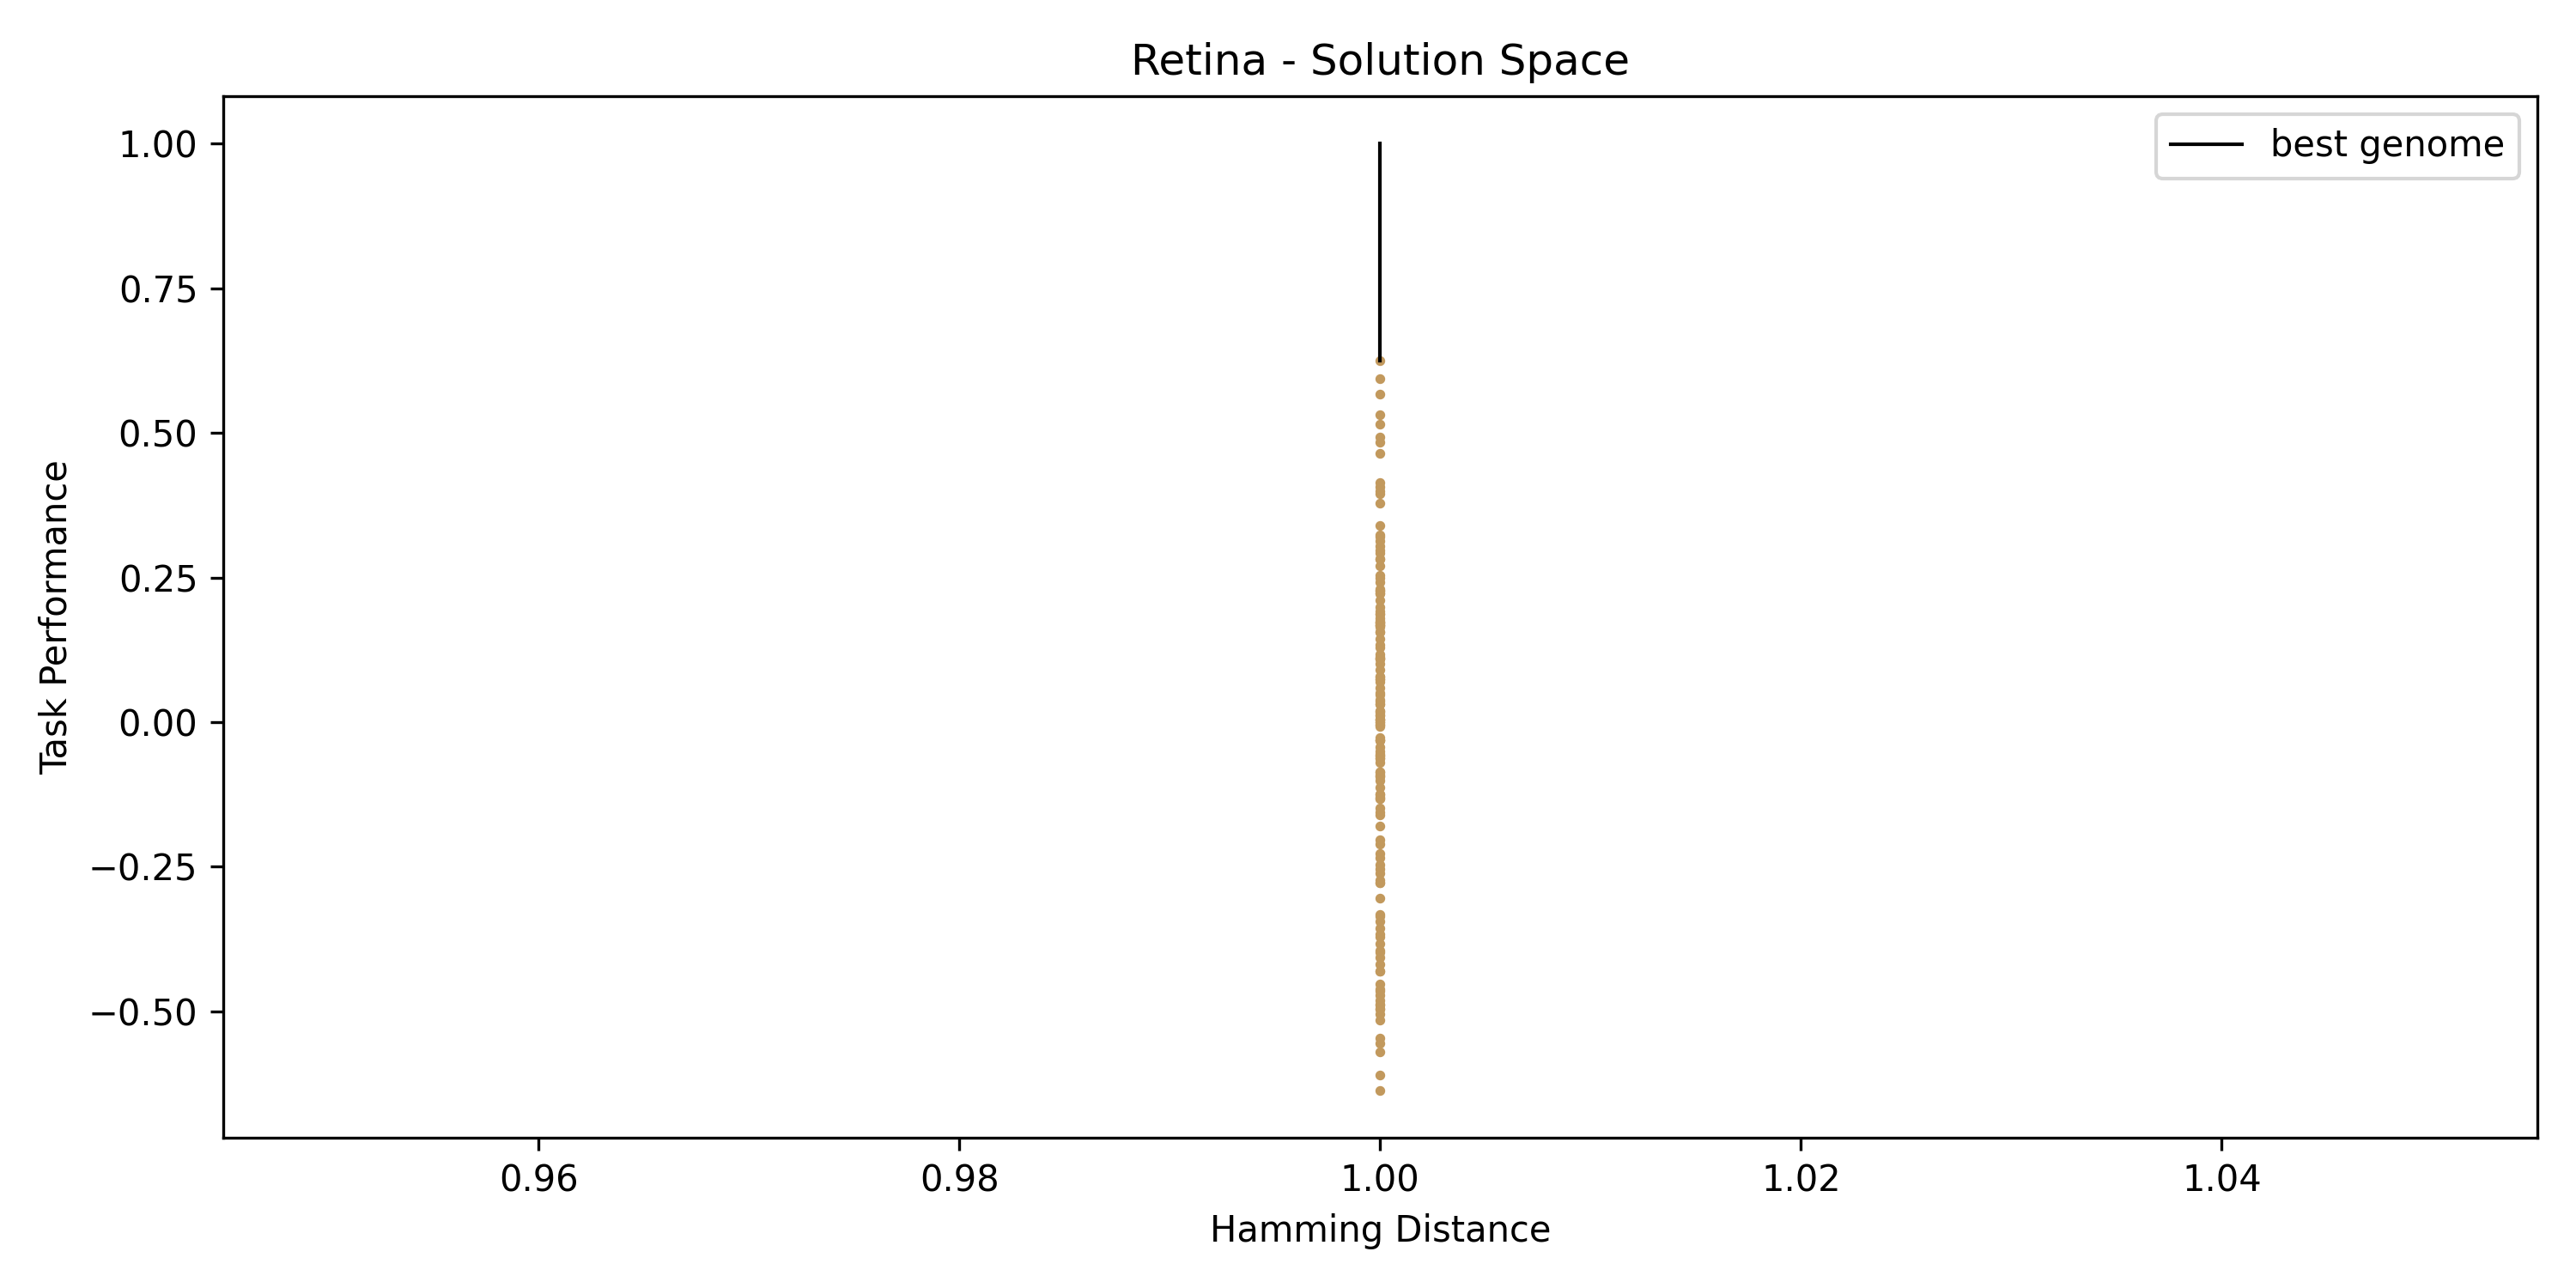 Retina - Solution Space
best genome
Task Performance
1.00
0.75
0.50
0.25
0.00
−0.25
−0.50
0.96 0.98 1.00 1.02 1.04
Hamming Distance